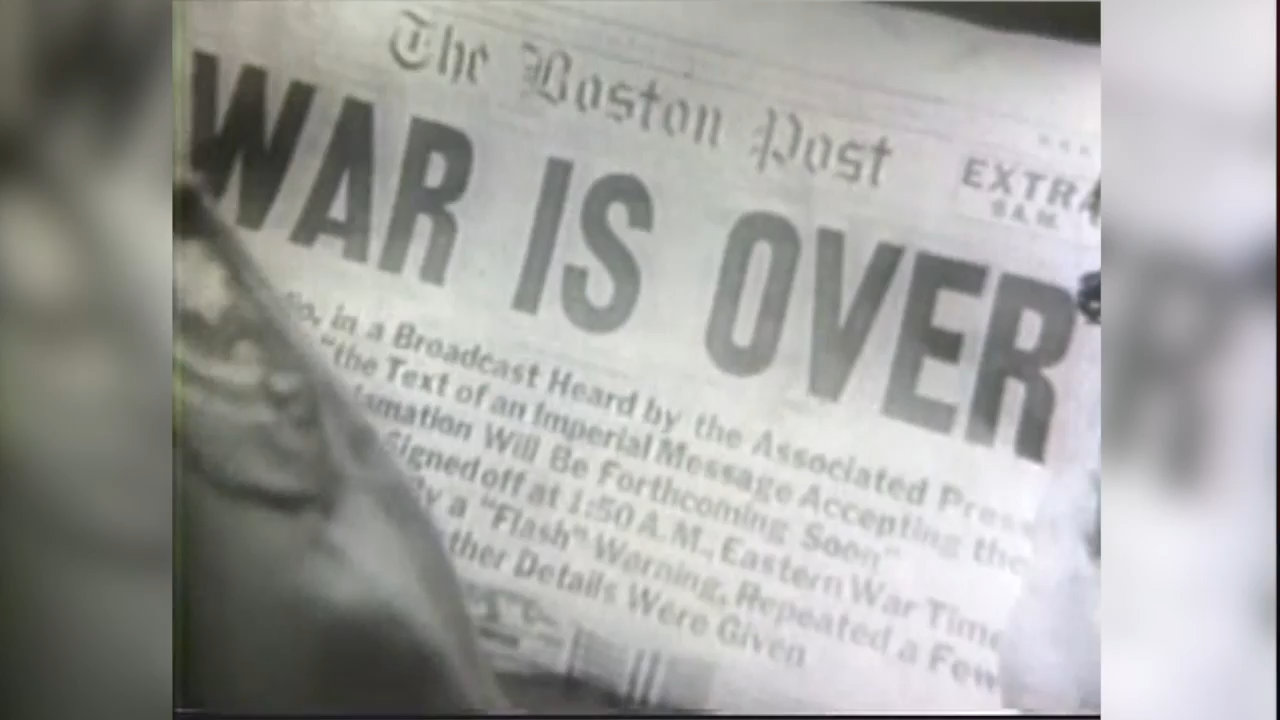 The Boston Post
EXTRA
6 A.M.
WAR IS OVER
in a Broadcast Heard by the Associated Press
"the Text of an Imperial Message Accepting the
Will Be Forthcoming Soon"
Signed off at 1:50 A.M., Eastern War Time
a "Flash" Warning, Repeated a Few
Details Were Given